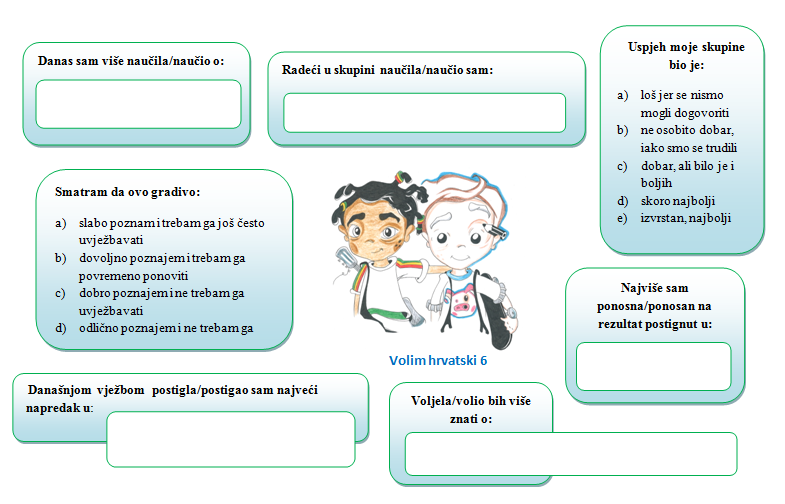 Danas sam više naučila/naučio o:
Radeći u skupini naučila/naučio sam:
Uspjeh moje skupine
bio je:
a) loš jer se nismo
mogli dogovoriti
b) ne osobito dobar,
iako smo se trudili
c) dobar, ali bilo je i
boljih
d) skoro najbolji
e) izvrstan, najbolji
Smatram da ovo gradivo:
a) slabo poznam i trebam ga još često
uvježbavati
b) dovoljno poznajem i trebam ga
povremeno ponoviti
c) dobro poznajem i ne trebam ga
uvježbavati
d) odlično poznajem i ne trebam ga
Najviše sam
ponosna/ponosan na
rezultat postignut u:
Volim hrvatski 6
Današnjom vježbom postigla/postigao sam najveći
napredak u:
Voljela/volio bih više
znati o: